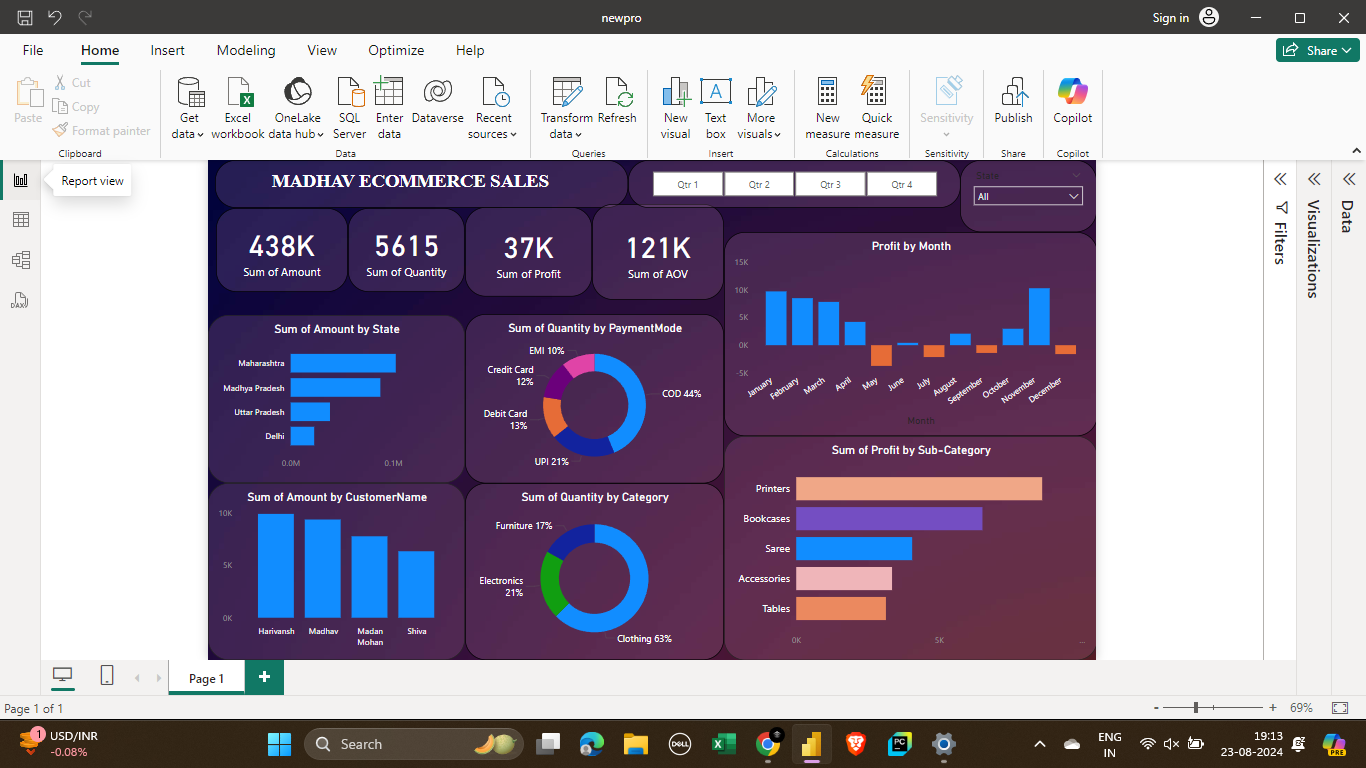 newpro
Sign in
File Home Insert Modeling View Optimize Help
Share
Paste
Cut
Copy
Format painter
Clipboard
Get data
Excel workbook
OneLake data hub
SQL Server
Enter data
Dataverse
Recent sources
Data
Transform data
Refresh
Queries
New visual
Text box
More visuals
Insert
New measure
Quick measure
Calculations
Sensitivity
Sensitivity
Publish
Share
Copilot
Copilot
Report view
DAX
MADHAV ECOMMERCE SALES
Qtr 1 Qtr 2 Qtr 3 Qtr 4
State
All
438K
Sum of Amount
5615
Sum of Quantity
37K
Sum of Profit
121K
Sum of AOV
Profit by Month
15K
10K
5K
0K
-5K
January February March April May June July August September October November December
Month
Sum of Amount by State
Maharashtra
Madhya Pradesh
Uttar Pradesh
Delhi
0.0M 0.1M
Sum of Quantity by PaymentMode
EMI 10%
Credit Card
12%
Debit Card
13%
UPI 21%
COD 44%
Sum of Amount by CustomerName
10K
5K
0K
Harivansh Madhav Madan Mohan Shiva
Sum of Quantity by Category
Furniture 17%
Electronics
21%
Clothing 63%
Sum of Profit by Sub-Category
Printers
Bookcases
Saree
Accessories
Tables
0K 5K ...
Filters
Visualizations
Data
Page 1
Page 1 of 1
- + 69%
1
USD/INR
-0.08%
Search
DELL
PC
ENG
IN
19:13
23-08-2024
PRE